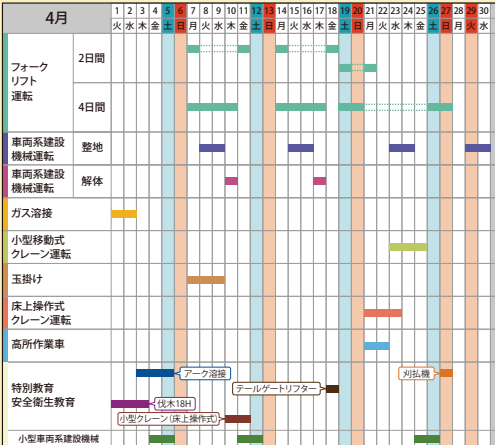 4月
1 2 3 4 5 6 7 8 9 10 11 12 13 14 15 16 17 18 19 20 21 22 23 24 25 26 27 28 29 30
火 水 木 金 土 日 月 火 水 木 金 土 日 月 火 水 木 金 土 日 月 火 水 木 金 土 日 月 火 水
フォーク
リフト
運転
2日間
4日間
車両系建設
機械運転
整地
車両系建設
機械運転
解体
ガス溶接
小型移動式
クレーン運転
玉掛け
床上操作式
クレーン運転
高所作業車
特別教育
安全衛生教育
アーク溶接
刈払機
テールゲートリフター
伐木18H
小型クレーン(床上操作式)
小型車両系建設機械